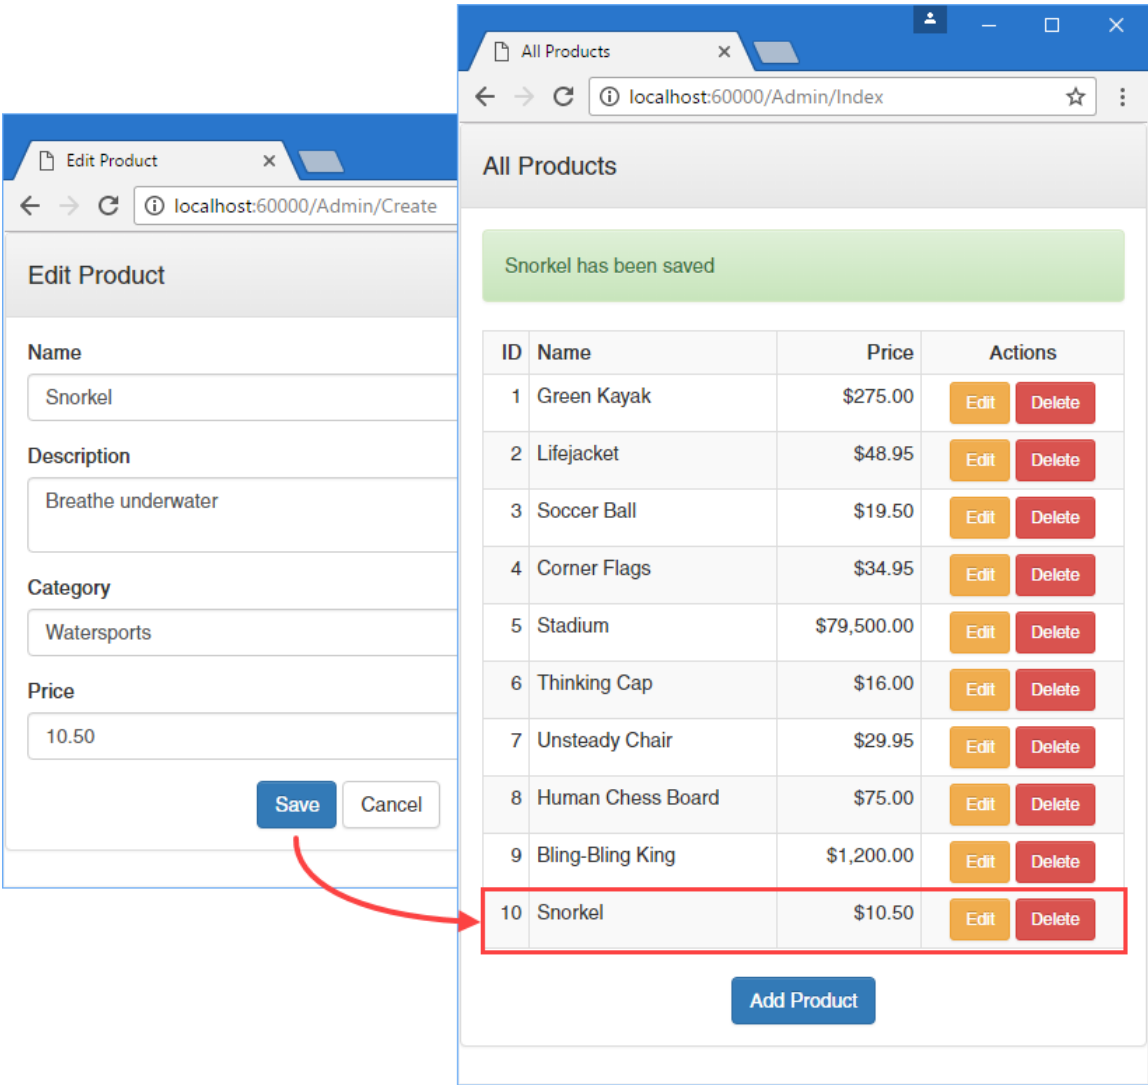 Edit Product
localhost:60000/Admin/Create
Edit Product
Name
Snorkel
Description
Breathe underwater
Category
Watersports
Price
10.50
Save Cancel
All Products
localhost:60000/Admin/Index
All Products
Snorkel has been saved
ID Name Price Actions
1 Green Kayak $275.00 Edit Delete
2 Lifejacket $48.95 Edit Delete
3 Soccer Ball $19.50 Edit Delete
4 Corner Flags $34.95 Edit Delete
5 Stadium $79,500.00 Edit Delete
6 Thinking Cap $16.00 Edit Delete
7 Unsteady Chair $29.95 Edit Delete
8 Human Chess Board $75.00 Edit Delete
9 Bling-Bling King $1,200.00 Edit Delete
10 Snorkel $10.50 Edit Delete
Add Product